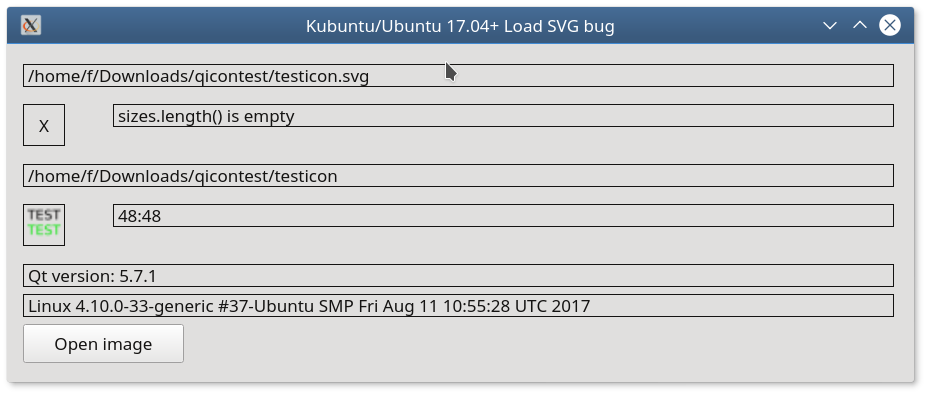 Kubuntu/Ubuntu 17.04+ Load SVG bug
/home/f/Downloads/qicontest/testicon.svg
X
sizes.length() is empty
/home/f/Downloads/qicontest/testicon
TEST
TEST
48:48
Qt version: 5.7.1
Linux 4.10.0-33-generic #37-Ubuntu SMP Fri Aug 11 10:55:28 UTC 2017
Open image